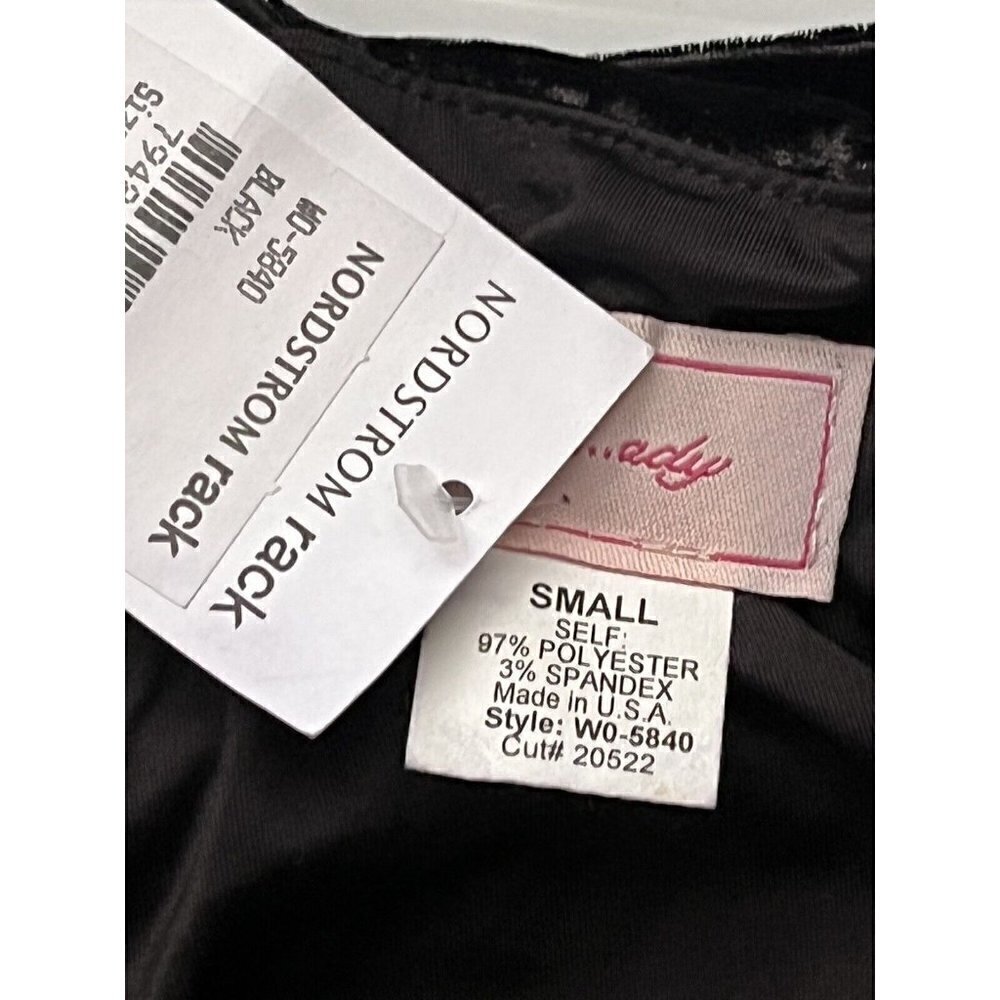 NORDSTROM rack
NORDSTROM rack
W0-5840
BLACK
..ady
SMALL
SELF:
97% POLYESTER
3% SPANDEX
Made in U.S.A.
Style: W0-5840
Cut# 20522